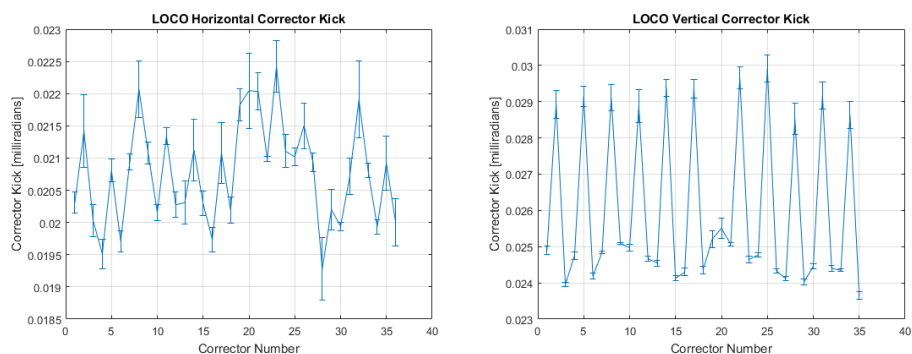 LOCO Horizontal Corrector Kick
0.023
0.0225
0.022
0.0215
0.021
0.0205
0.02
0.0195
0.019
0.0185
Corrector Kick [milliradians]
0 5 10 15 20 25 30 35 40
Corrector Number
LOCO Vertical Corrector Kick
0.031
0.03
0.029
0.028
0.027
0.026
0.025
0.024
0.023
Corrector Kick [milliradians]
0 5 10 15 20 25 30 35 40
Corrector Number